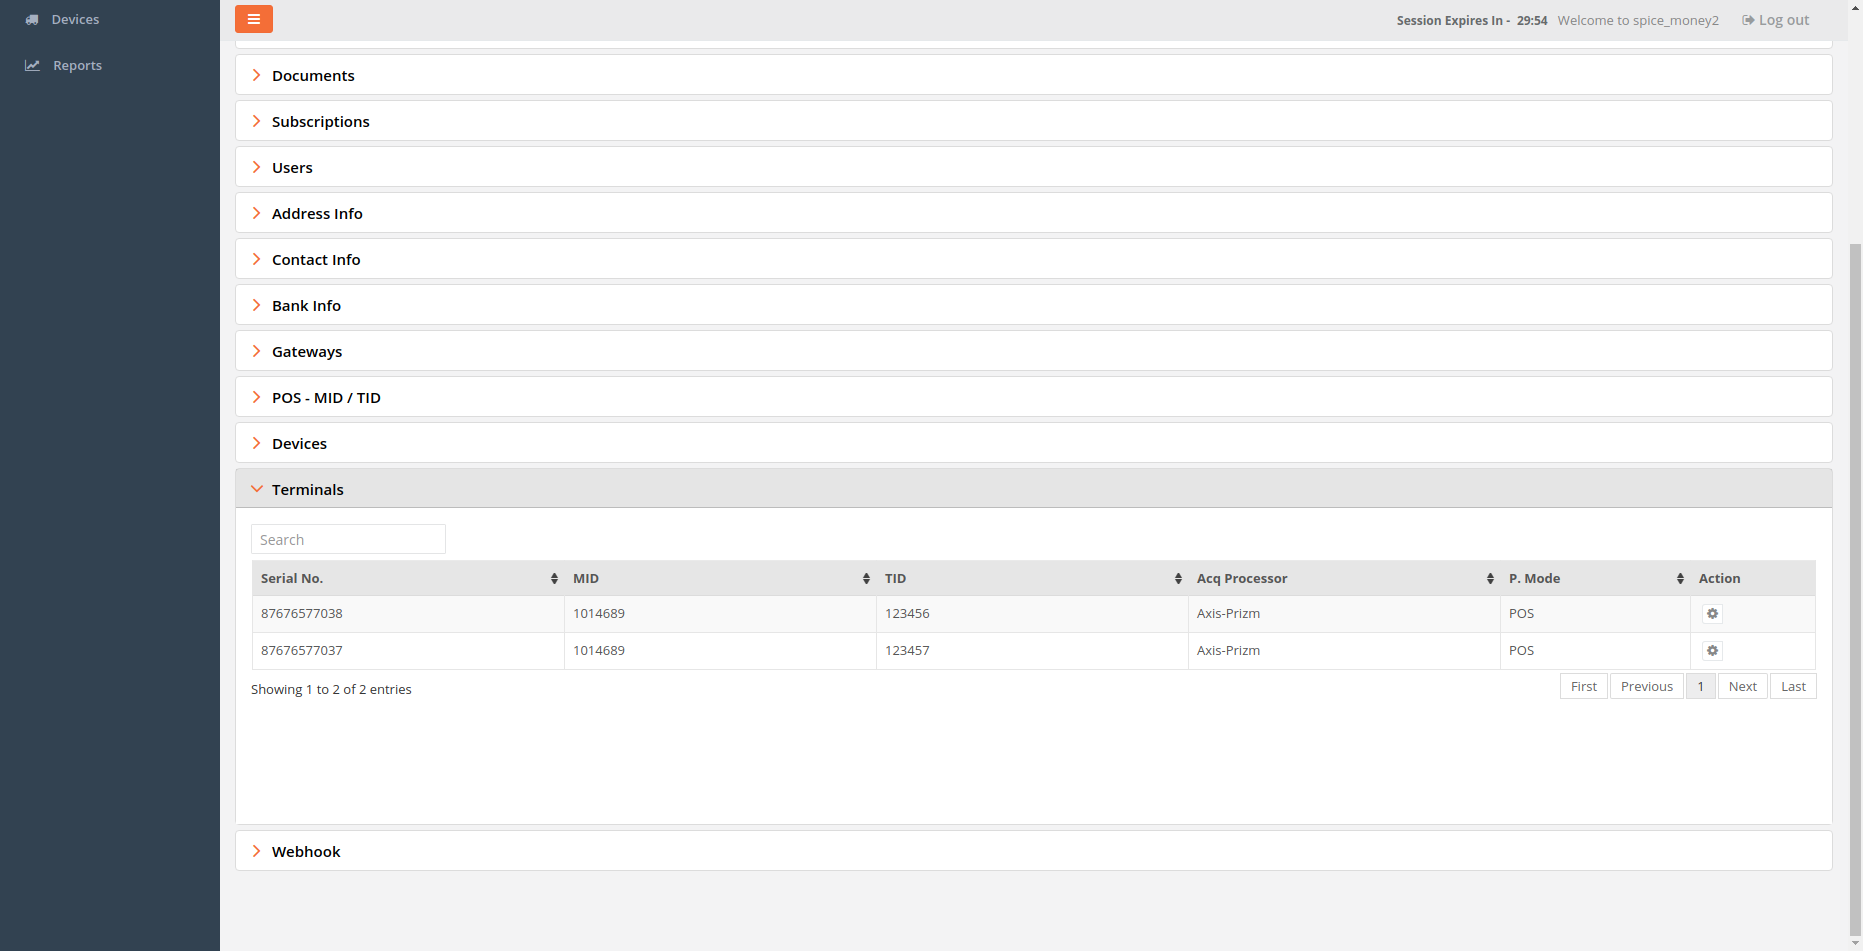 Devices
Reports
Session Expires In - 29:54 Welcome to spice_money2 Log out
Documents
Subscriptions
Users
Address Info
Contact Info
Bank Info
Gateways
POS - MID / TID
Devices
Terminals
Search
Serial No. MID TID Acq Processor P. Mode Action
87676577038 1014689 123456 Axis-Prizm POS
87676577037 1014689 123457 Axis-Prizm POS
Showing 1 to 2 of 2 entries First Previous 1 Next Last
Webhook